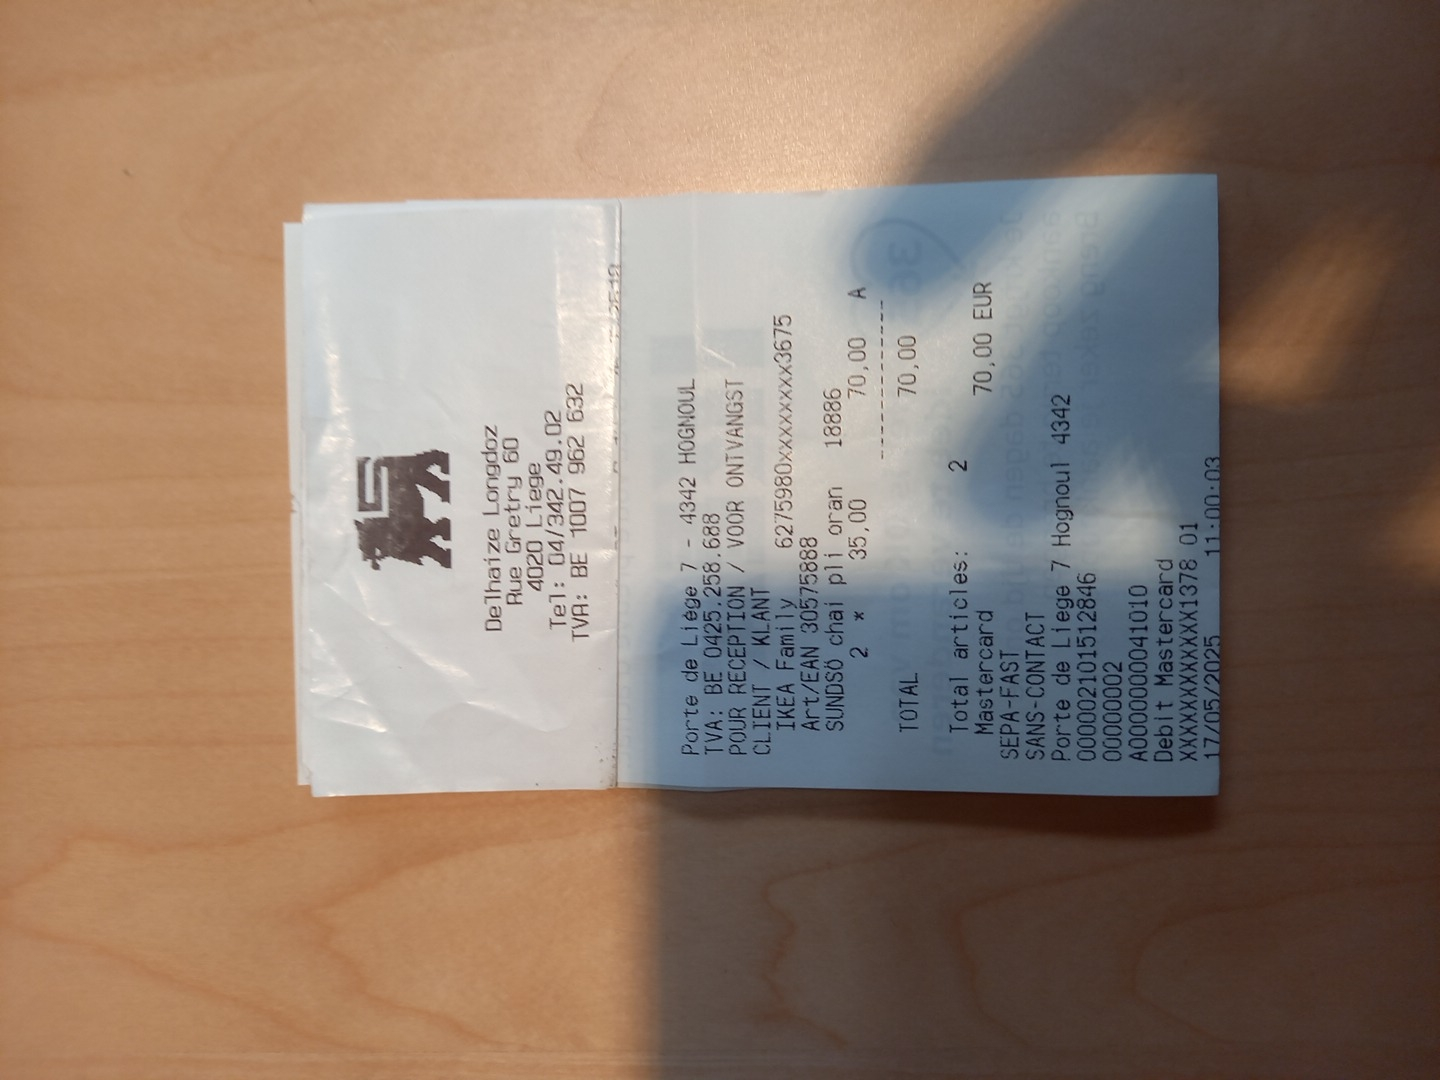 Delhaize Longdoz
Rue Gretry 60
4020 Liege
Tel: 04/342.49.02
TVA: BE 1007 962 632
Porte de Liége 7 - 4342 HOGNOUL
TVA: BE 0425.258.688
POUR RECEPTION / VOOR ONTVANGST /
CLIENT / KLANT
IKEA Family 6275980xxxxxxxxx3675
Art/EAN 30575888
SUNDSÖ chai pli oran 18886
2 * 35,00 70,00 A
------------
TOTAL 70,00
Total articles: 2
Mastercard 70,00 EUR
SEPA-FAST
SANS-CONTACT
Porte de Liege 7 Hognoul 4342
000002101512846
00000002
A0000000041010
Debit Mastercard
XXXXXXXXXXXX1378 01
17/05/2025 11:00:03